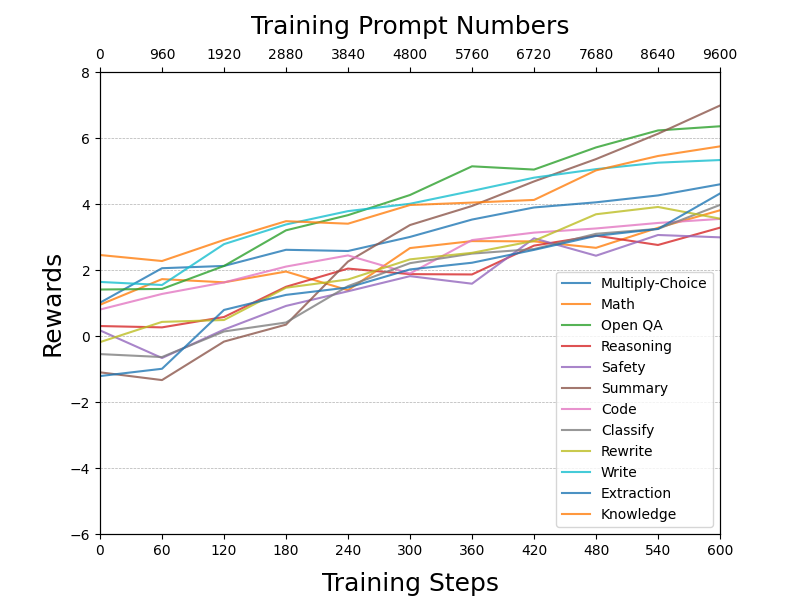 Training Prompt Numbers
0 960 1920 2880 3840 4800 5760 6720 7680 8640 9600
8
6
4
2
0
−2
−4
−6
Rewards
Multiply-Choice
Math
Open QA
Reasoning
Safety
Summary
Code
Classify
Rewrite
Write
Extraction
Knowledge
0 60 120 180 240 300 360 420 480 540 600
Training Steps